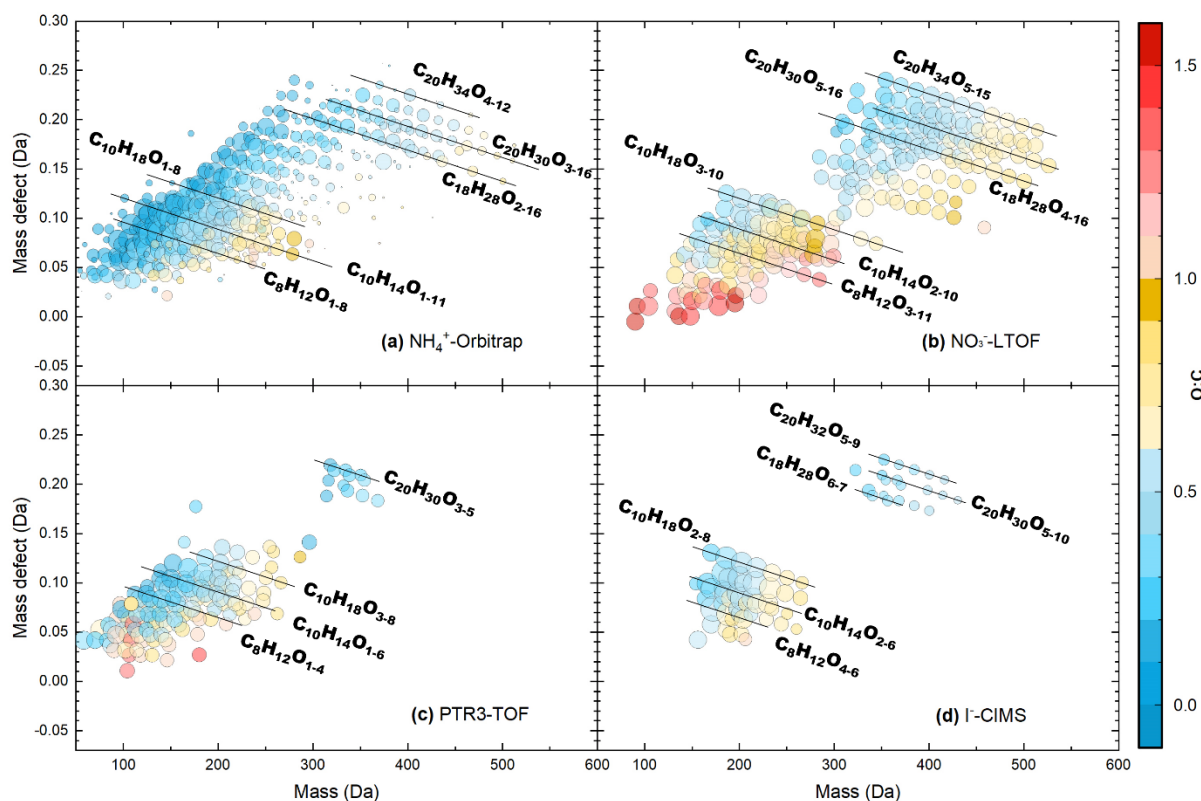 0.30
0.25
0.20
0.15
0.10
0.05
0.00
-0.05
Mass defect (Da)
C₂₀H₃₄O₄₋₁₂
C₁₀H₁₈O₁₋₈
C₂₀H₃₀O₃₋₁₆
C₁₈H₂₈O₂₋₁₆
C₁₀H₁₄O₁₋₁₁
C₈H₁₂O₁₋₈
(a) NH₄⁺-Orbitrap
C₂₀H₃₄O₅₋₁₅
C₂₀H₃₀O₅₋₁₆
C₁₀H₁₈O₃₋₁₀
C₁₈H₂₈O₄₋₁₆
C₁₀H₁₄O₂₋₁₀
C₈H₁₂O₃₋₁₁
(b) NO₃⁻-LTOF
0.30
0.25
0.20
0.15
0.10
0.05
0.00
-0.05
Mass defect (Da)
C₂₀H₃₀O₃₋₅
C₁₀H₁₈O₃₋₈
C₁₀H₁₄O₁₋₆
C₈H₁₂O₁₋₄
(c) PTR3-TOF
100 200 300 400 500 600
Mass (Da)
C₂₀H₃₂O₅₋₉
C₁₈H₂₈O₆₋₇
C₂₀H₃₀O₅₋₁₀
C₁₀H₁₈O₂₋₈
C₁₀H₁₄O₂₋₆
C₈H₁₂O₄₋₆
(d) I⁻-CIMS
100 200 300 400 500 600
Mass (Da)
1.5
1.0
O:C
0.5
0.0